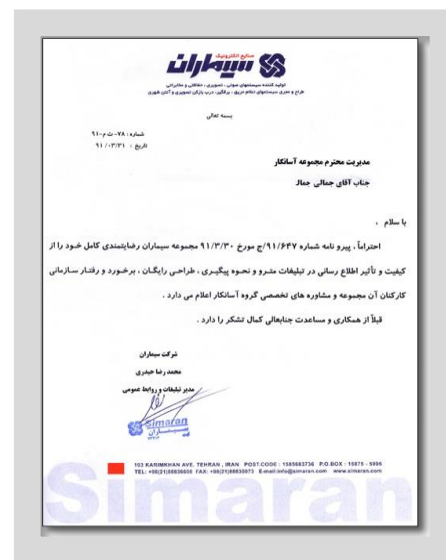 صنایع الکترونیک
سیماران
تولید کننده سیستمهای صوتی ، تصویری ، حفاظتی و مخابراتی
طراح و مجری سیستمهای اعلام حریق ، برقگیر، درب بازکن تصویری و آنتن شهری
بسمه تعالی
شماره : ۷۸-ت م-۹۱
تاریخ : ۹۱/۰۳/۳۱
مدیریت محترم مجموعه آسانکار
جناب آقای جمالی جمال
با سلام ،
احتراماً ، پیرو نامه شماره ۹۱/۶۴۷/ج مورخ ۹۱/۳/۳۰ مجموعه سیماران رضایتمندی کامل خود را از
کیفیت و تأثیر اطلاع رسانی در تبلیغات مترو و نحوه پیگیری ، طراحی رایگان ، برخورد و رفتار سازمانی
کارکنان آن مجموعه و مشاوره های تخصصی گروه آسانکار اعلام می دارد .
قبلاً از همکاری و مساعدت جنابعالی کمال تشکر را دارد .
شرکت سیماران
محمد رضا حیدری
مدیر تبلیغات و روابط عمومی
Simaran
سیماران
103 KARIMKHAN AVE. TEHRAN , IRAN POST.CODE : 1585683736 P.O.BOX : 15875 - 5996
TEL: +98(21)88836600 FAX: +98(21)88835073 E-mail:info@simaran.com www.simaran.com
Simaran